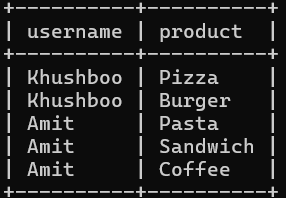 +----------+----------+
| username | product  |
+----------+----------+
| Khushboo | Pizza    |
| Khushboo | Burger   |
| Amit     | Pasta    |
| Amit     | Sandwich |
| Amit     | Coffee   |
+----------+----------+